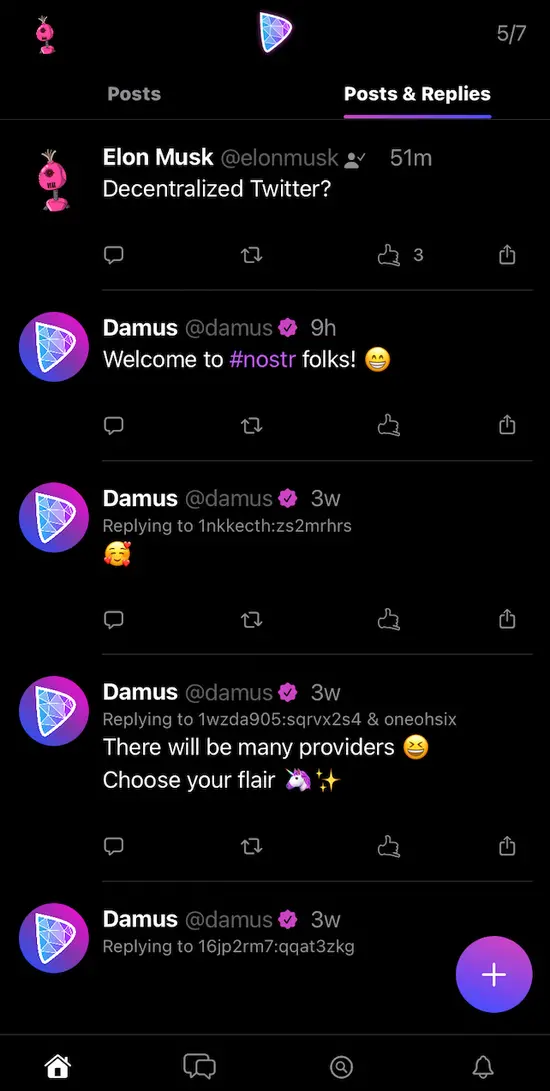 5/7
Posts Posts & Replies
Elon Musk @elonmusk 51m
Decentralized Twitter?
3
Damus @damus 9h
Welcome to #nostr folks! 😁
Damus @damus 3w
Replying to 1nkkecth:zs2mrhrs
🥰
Damus @damus 3w
Replying to 1wzda905:sqrvx2s4 & oneohsix
There will be many providers 😆
Choose your flair 🦄✨
Damus @damus 3w
Replying to 16jp2rm7:qqat3zkg